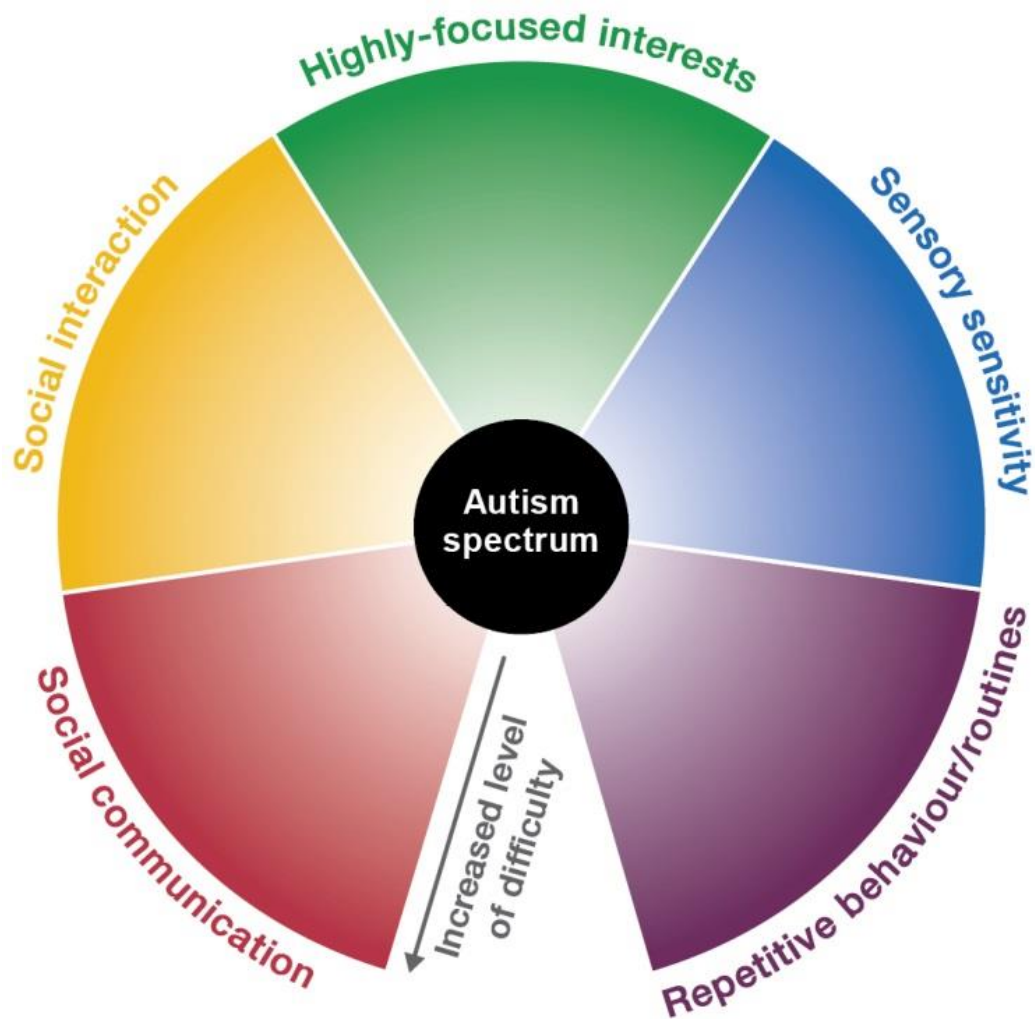 Highly-focused interests
Social interaction
Sensory sensitivity
Autism
spectrum
Social communication
Increased level
of difficulty
Repetitive behaviour/routines